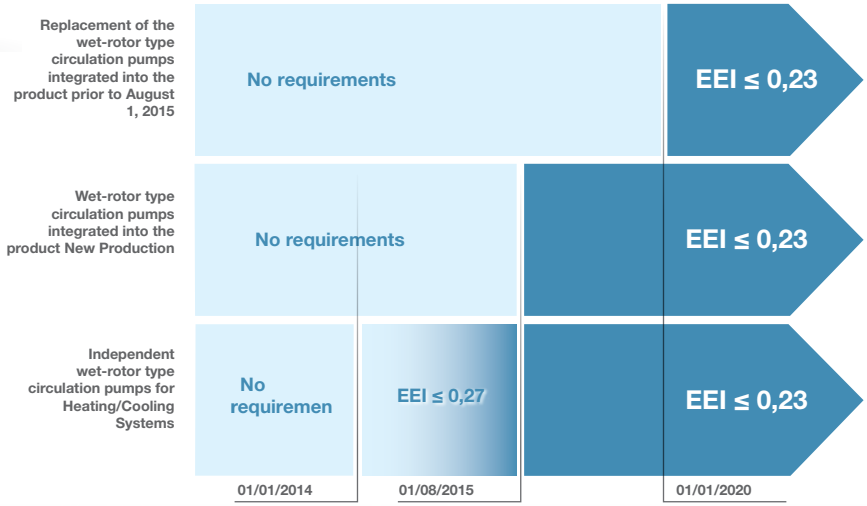 Replacement of the
wet-rotor type
circulation pumps
integrated into the
product prior to August
1, 2015
No requirements
EEI ≤ 0,23
Wet-rotor type
circulation pumps
integrated into the
product New Production
No requirements
EEI ≤ 0,23
Independent
wet-rotor type
circulation pumps for
Heating/Cooling
Systems
No
requiremen
EEI ≤ 0,27
EEI ≤ 0,23
01/01/2014
01/08/2015
01/01/2020